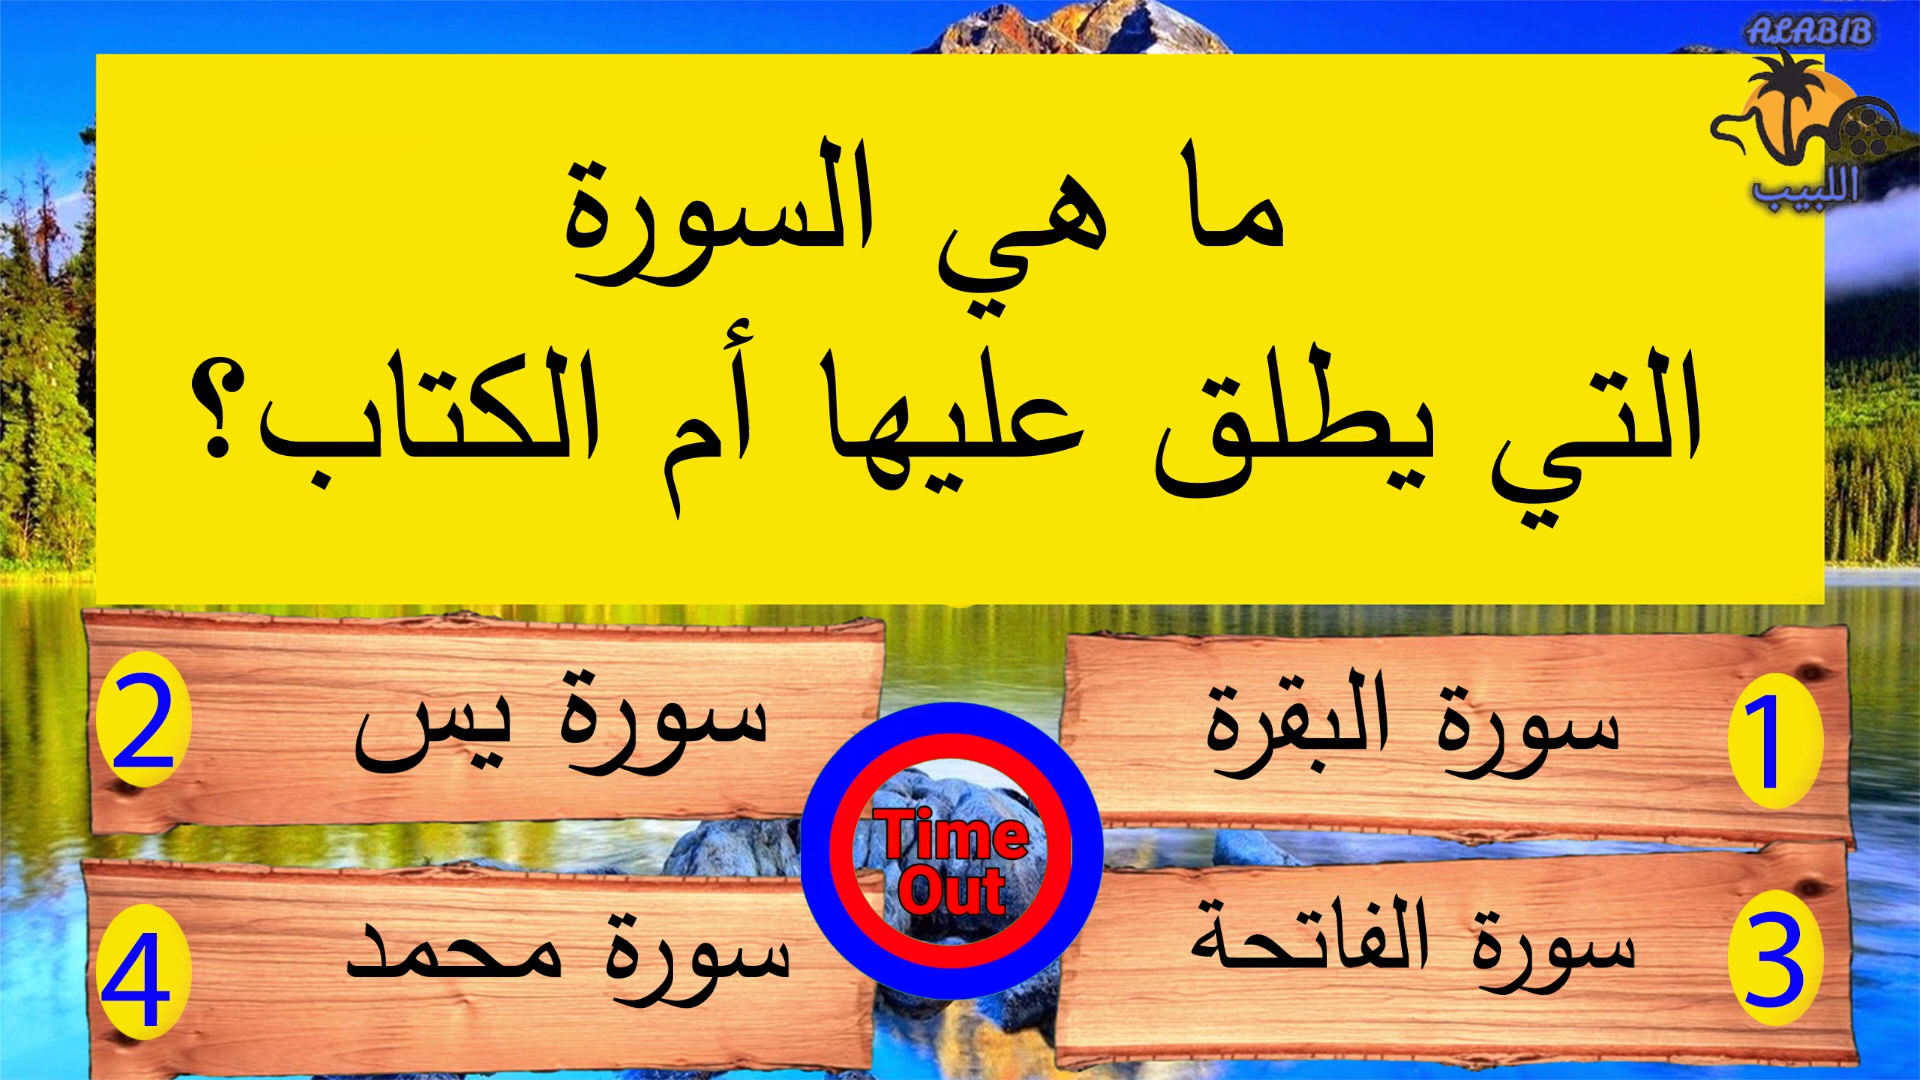 ALABIB
اللبيب
ما هي السورة
التي يطلق عليها أم الكتاب؟
1 سورة البقرة
2 سورة يس
Time
Out
3 سورة الفاتحة
4 سورة محمد